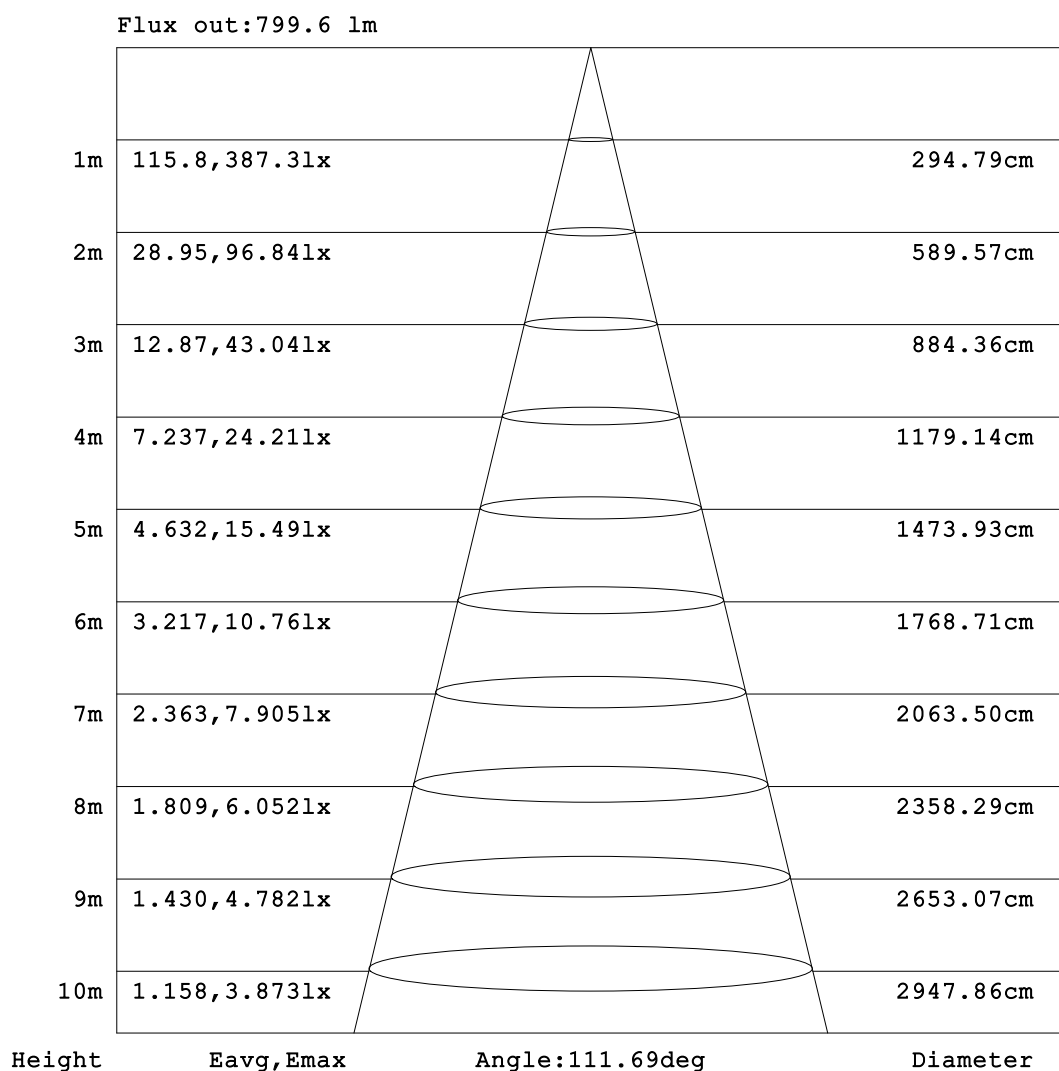 Flux out:799.6 lm
1m 115.8,387.3lx 294.79cm
2m 28.95,96.84lx 589.57cm
3m 12.87,43.04lx 884.36cm
4m 7.237,24.21lx 1179.14cm
5m 4.632,15.49lx 1473.93cm
6m 3.217,10.76lx 1768.71cm
7m 2.363,7.905lx 2063.50cm
8m 1.809,6.052lx 2358.29cm
9m 1.430,4.782lx 2653.07cm
10m 1.158,3.873lx 2947.86cm
Height Eavg,Emax Angle:111.69deg Diameter